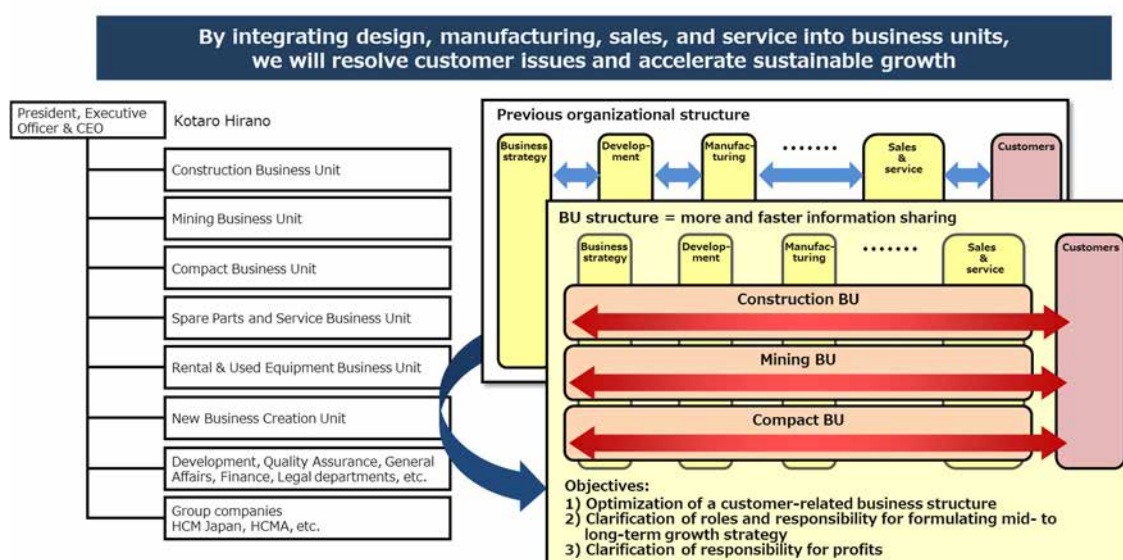 By integrating design, manufacturing, sales, and service into business units,
we will resolve customer issues and accelerate sustainable growth
President, Executive
Officer & CEO
Kotaro Hirano
Construction Business Unit
Mining Business Unit
Compact Business Unit
Spare Parts and Service Business Unit
Rental & Used Equipment Business Unit
New Business Creation Unit
Development, Quality Assurance, General
Affairs, Finance, Legal departments, etc.
Group companies
HCM Japan, HCMA, etc.
Previous organizational structure
Business
strategy
Develop-
ment
Manufac-
turing
.......
Sales
&
service
Customers
BU structure = more and faster information sharing
Business
strategy
Develop-
ment
Manufac-
turing
.......
Sales
&
service
Customers
Construction BU
Mining BU
Compact BU
Objectives:
1) Optimization of a customer-related business structure
2) Clarification of roles and responsibility for formulating mid- to
long-term growth strategy
3) Clarification of responsibility for profits